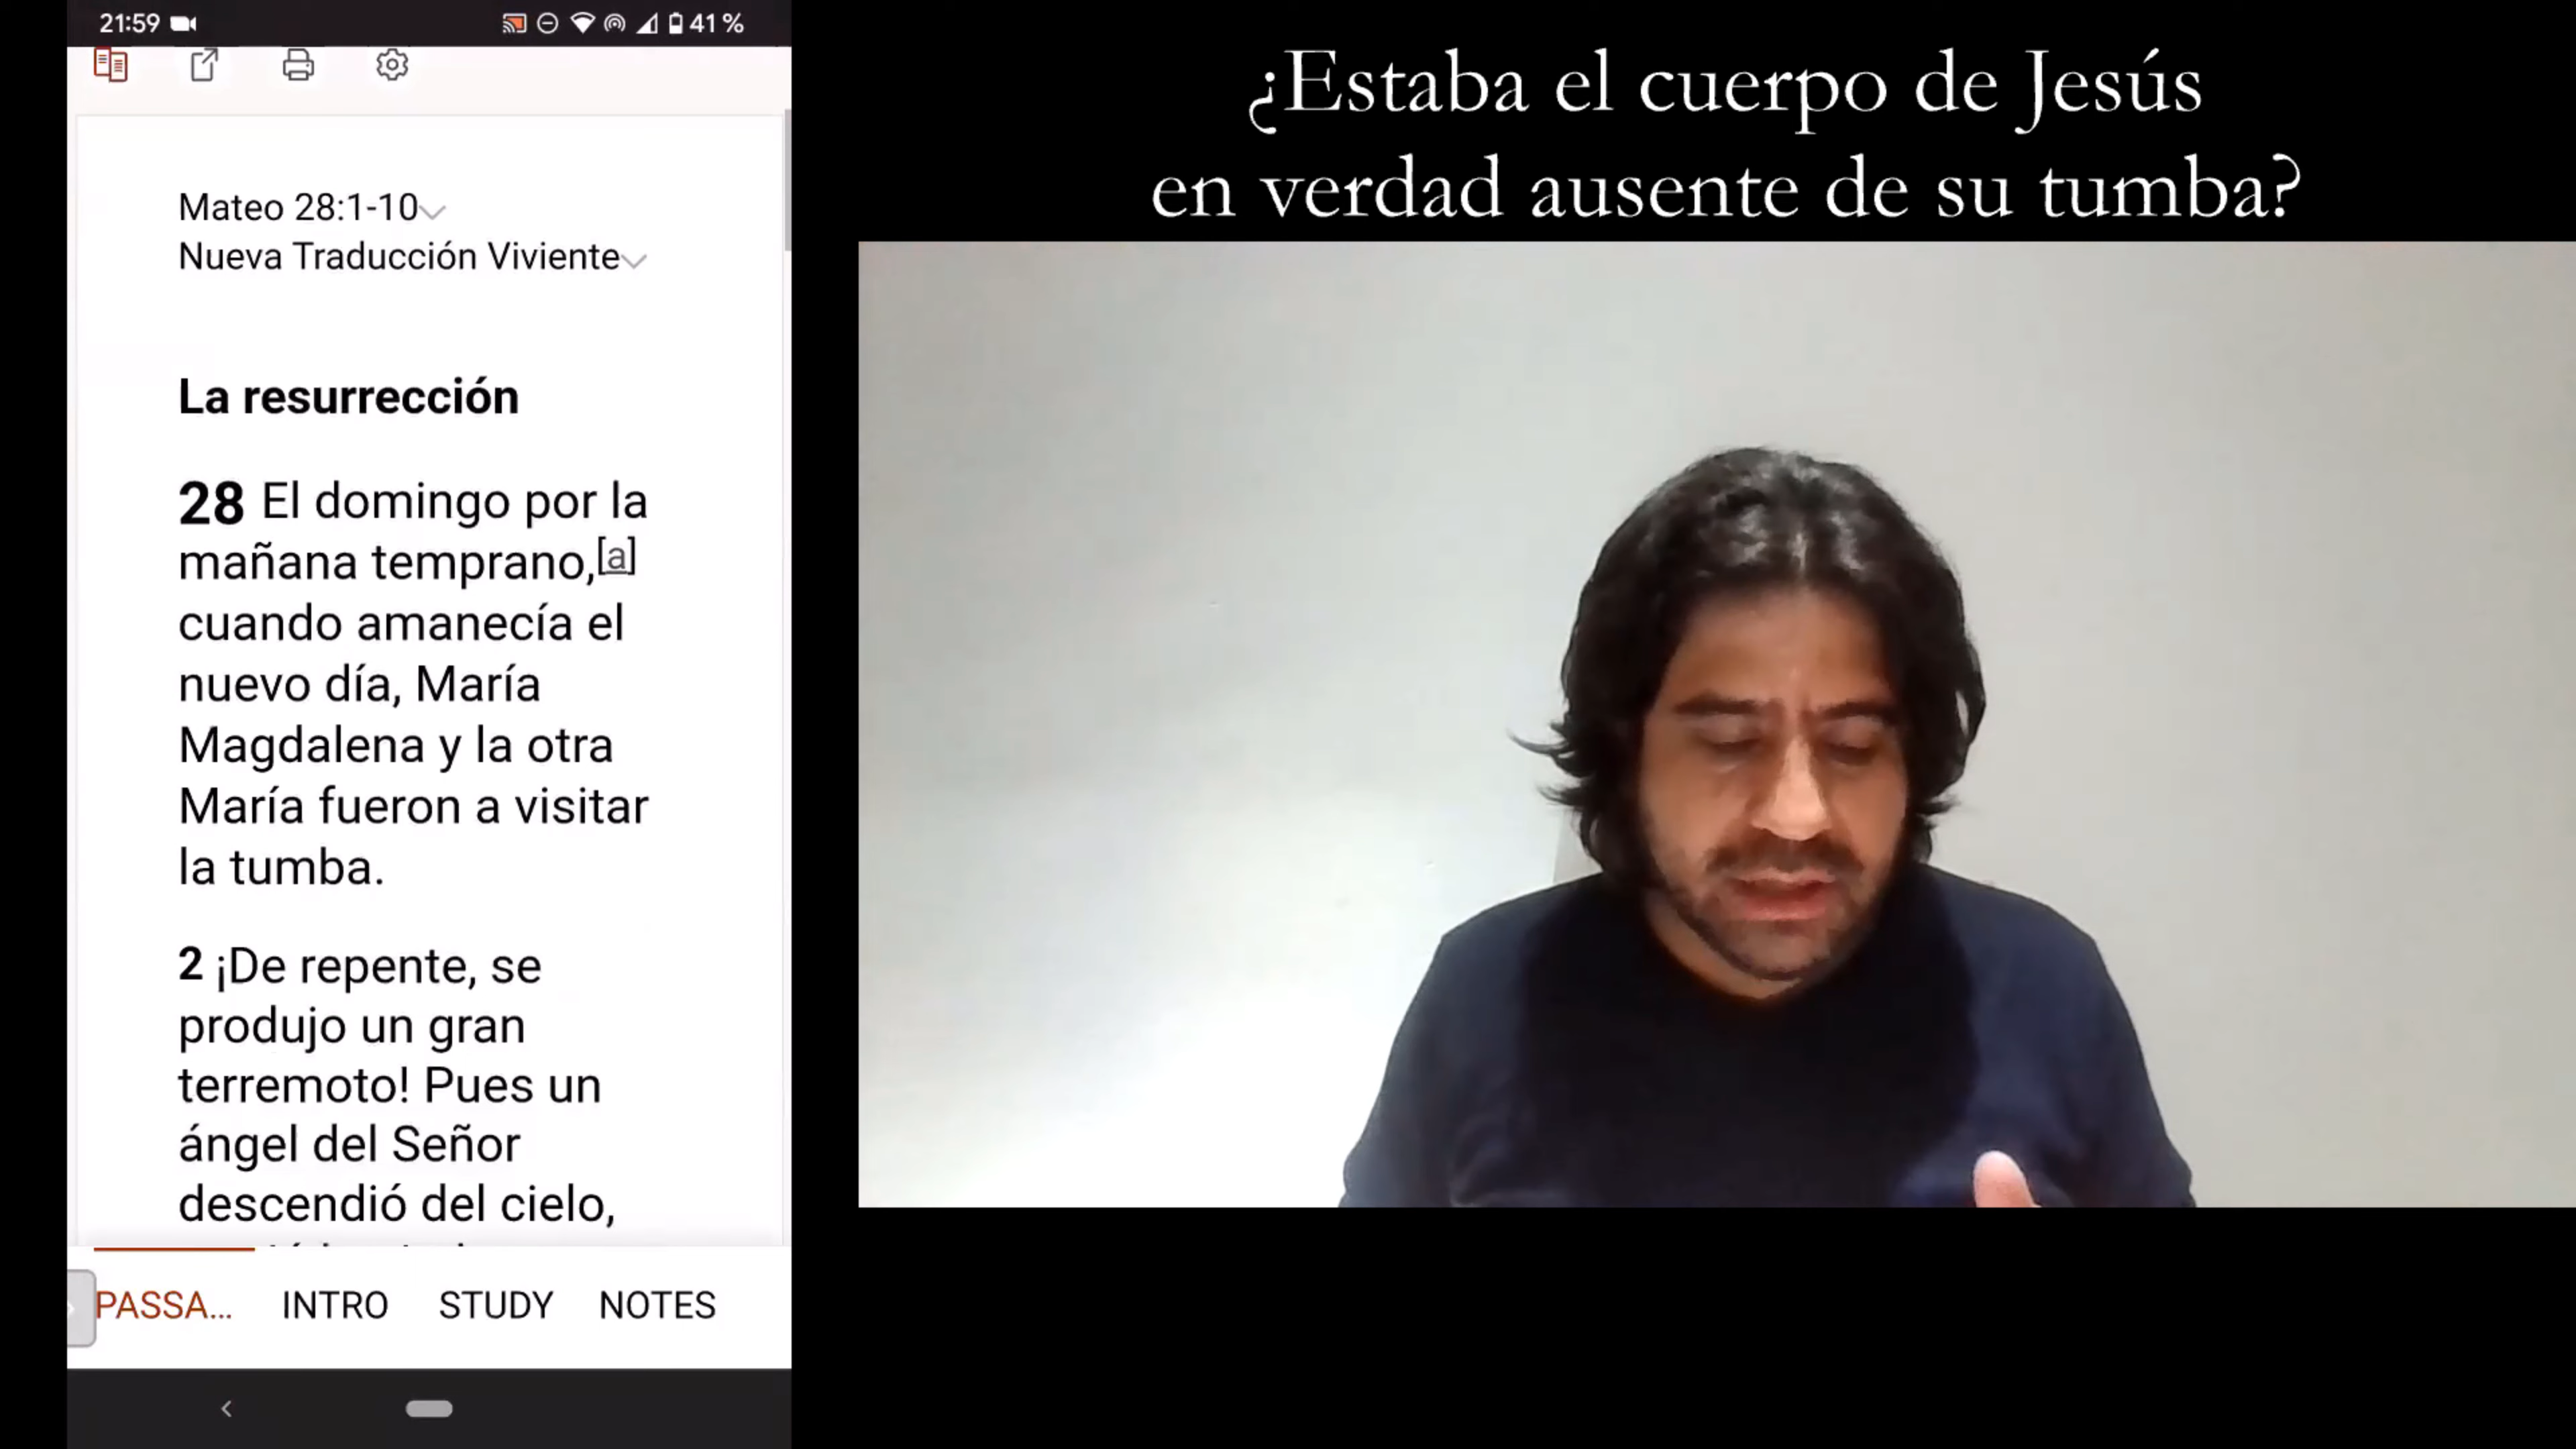 21:59
41 %
Mateo 28:1-10
Nueva Traducción Viviente
La resurrección
28 El domingo por la
mañana temprano,[a]
cuando amanecía el
nuevo día, María
Magdalena y la otra
María fueron a visitar
la tumba.
2 ¡De repente, se
produjo un gran
terremoto! Pues un
ángel del Señor
descendió del cielo,
PASSA... INTRO STUDY NOTES
¿Estaba el cuerpo de Jesús
en verdad ausente de su tumba?